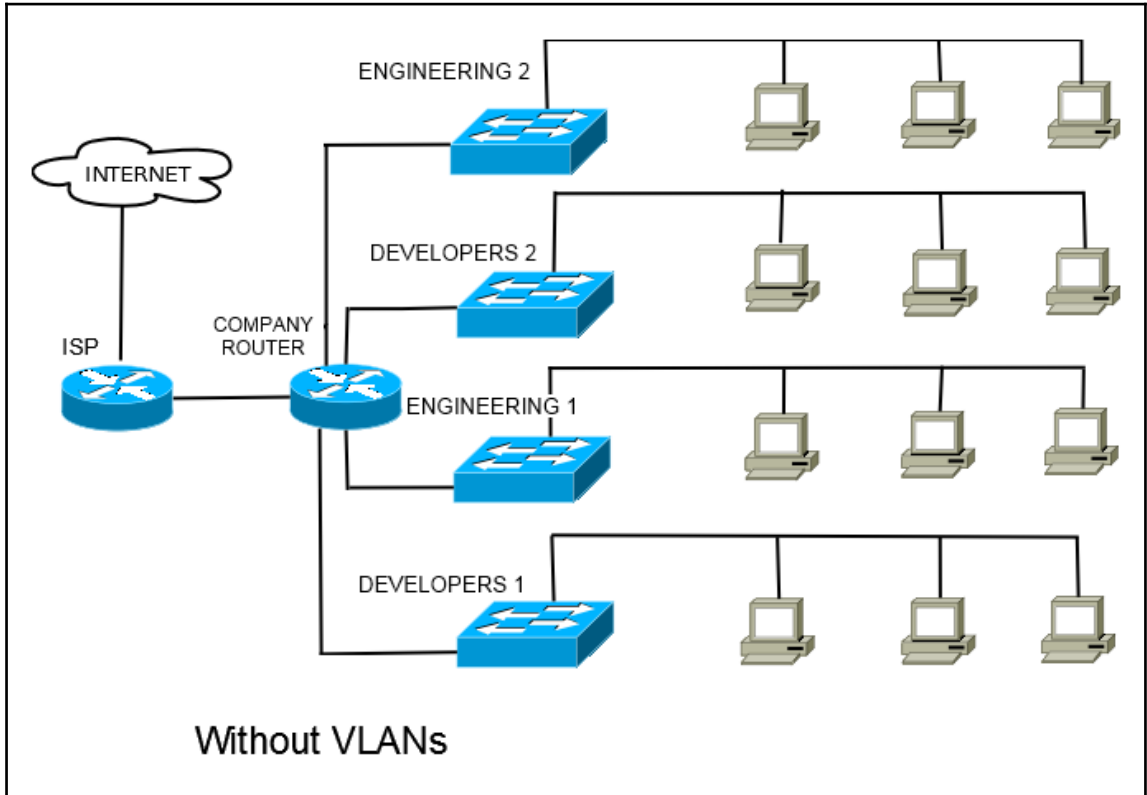 ENGINEERING 2
INTERNET
DEVELOPERS 2
COMPANY
ROUTER
ISP
ENGINEERING 1
DEVELOPERS 1
Without VLANs